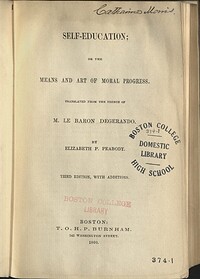 Catharine Morris.
SELF-EDUCATION;
OR THE
MEANS AND ART OF MORAL PROGRESS.
TRANSLATED FROM THE FRENCH OF
M. LE BARON DEGERANDO,
BY
ELIZABETH P. PEABODY.
THIRD EDITION, WITH ADDITIONS.
BOSTON COLLEGE
DOMESTIC
LIBRARY
HIGH SCHOOL
BOSTON COLLEGE
LIBRARY
BOSTON:
T. O. H. P. BURNHAM.
WASHINGTON STREET.
1860.
374-1